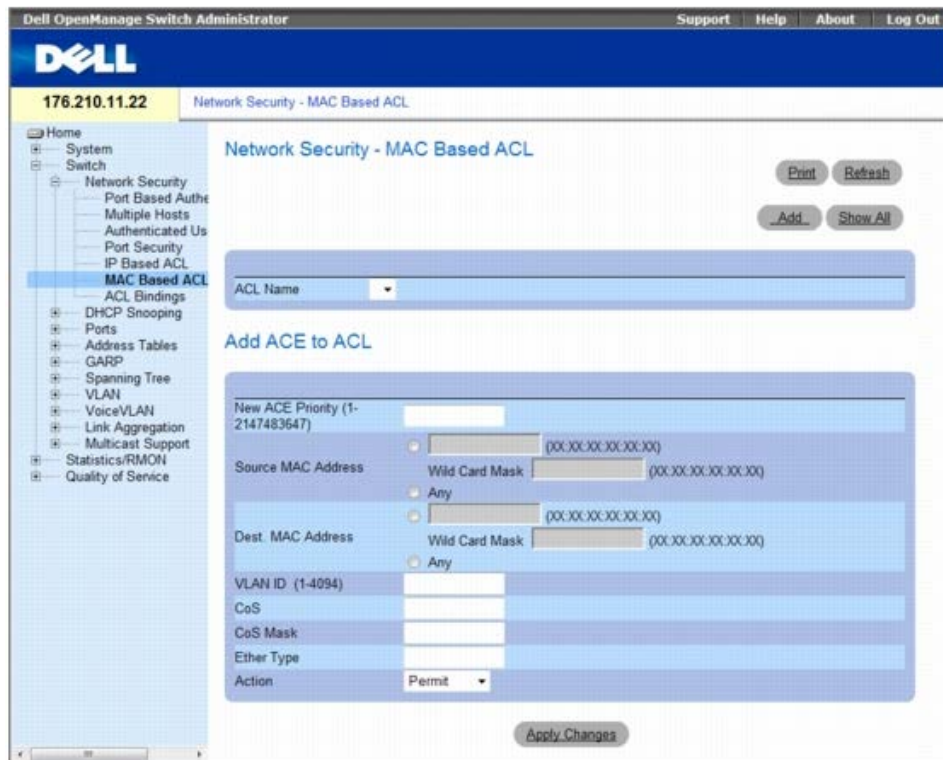 Dell OpenManage Switch Administrator
Support Help About Log Out
DELL
176.210.11.22
Network Security - MAC Based ACL
Home
System
Switch
Network Security
Port Based Authe
Multiple Hosts
Authenticated Us
Port Security
IP Based ACL
MAC Based ACL
ACL Bindings
DHCP Snooping
Ports
Address Tables
GARP
Spanning Tree
VLAN
VoiceVLAN
Link Aggregation
Multicast Support
Statistics/RMON
Quality of Service
Network Security - MAC Based ACL
Print Refresh
Add Show All
ACL Name
Add ACE to ACL
New ACE Priority (1-
2147483647)
(XX:XX:XX:XX:XX:XX)
Source MAC Address
Wild Card Mask (XX:XX:XX:XX:XX:XX)
Any
(XX:XX:XX:XX:XX:XX)
Dest. MAC Address
Wild Card Mask (XX:XX:XX:XX:XX:XX)
Any
VLAN ID (1-4094)
CoS
CoS Mask
Ether Type
Action Permit
Apply Changes